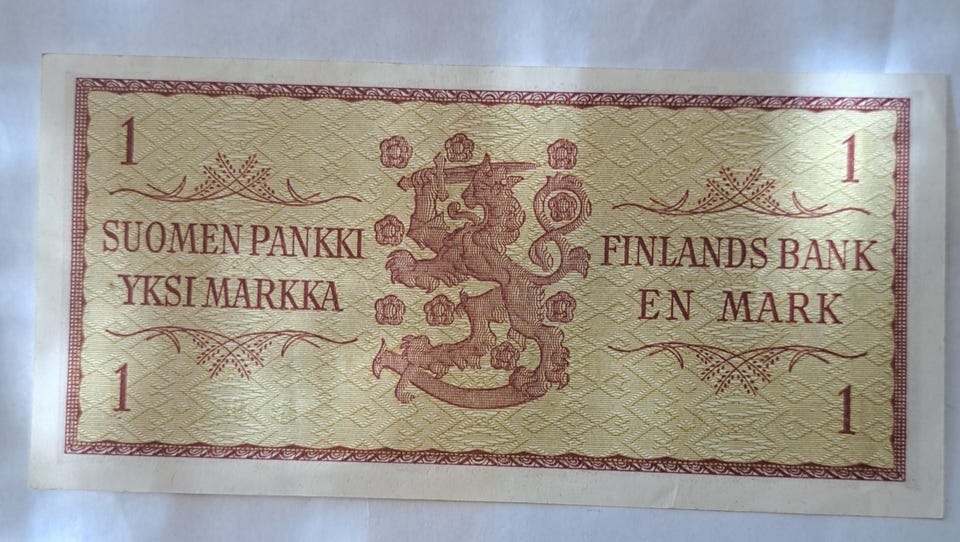 1
1
SUOMEN PANKKI
YKSI MARKKA
FINLANDS BANK
EN MARK
1
1